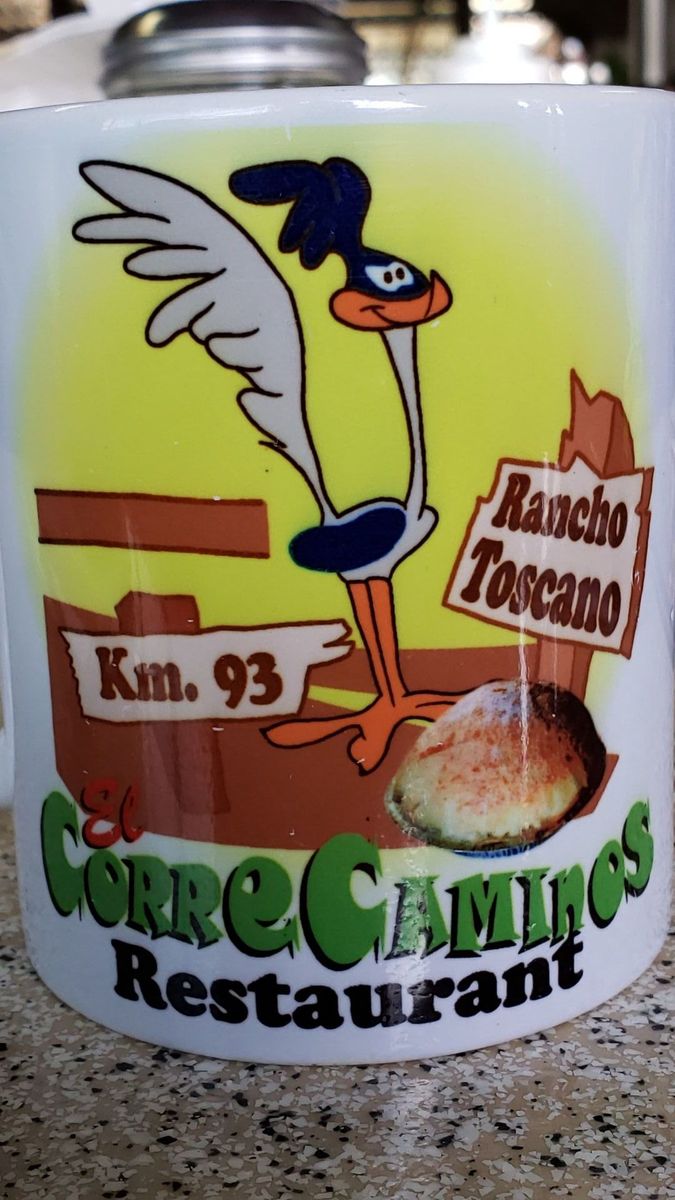 Rancho
Toscano
Km. 93
El
CORRECAMINOS
Restaurant